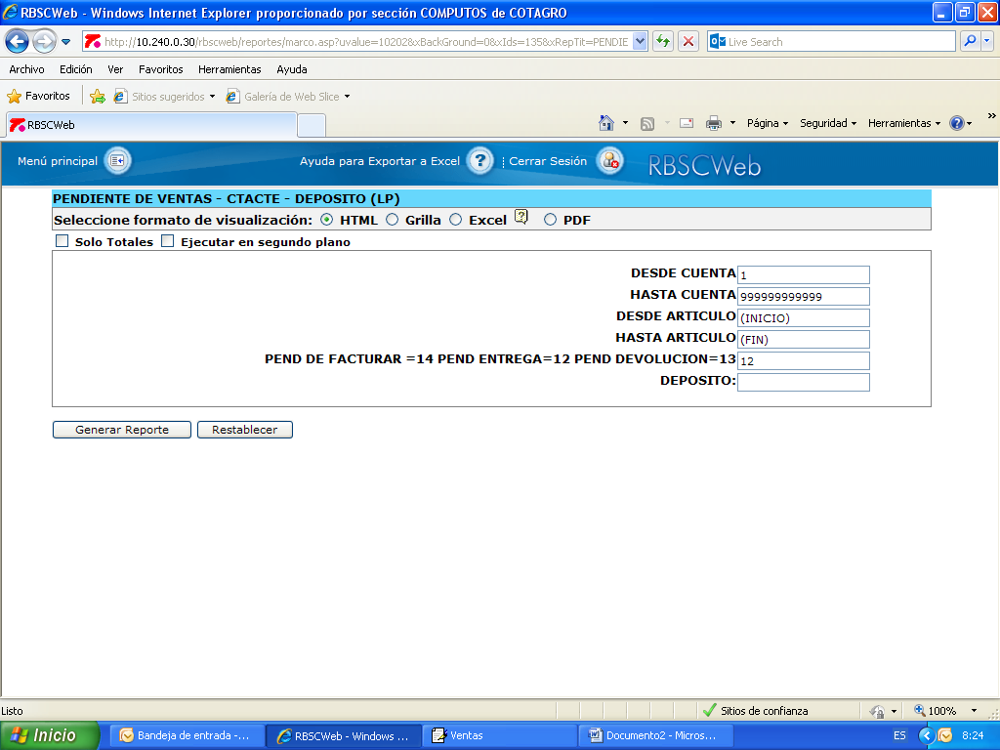 RBSCWeb - Windows Internet Explorer proporcionado por sección COMPUTOS de COTAGRO
http://10.240.0.30/rbscweb/reportes/marco.asp?uvalue=10202&xBackGround=0&xIds=135&xRepTit=PENDIE
Live Search
Archivo Edición Ver Favoritos Herramientas Ayuda
Favoritos Sitios sugeridos Galería de Web Slice
RBSCWeb Página Seguridad Herramientas »
Menú principal Ayuda para Exportar a Excel ? Cerrar Sesión RBSCWeb
PENDIENTE DE VENTAS - CTACTE - DEPOSITO (LP)
Seleccione formato de visualización: HTML Grilla Excel ? PDF
Solo Totales Ejecutar en segundo plano
DESDE CUENTA 1
HASTA CUENTA 999999999999
DESDE ARTICULO (INICIO)
HASTA ARTICULO (FIN)
PEND DE FACTURAR =14 PEND ENTREGA=12 PEND DEVOLUCION=13 12
DEPOSITO:
Generar Reporte Restablecer
Listo Sitios de confianza 100%
Inicio Bandeja de entrada -... RBSCWeb - Windows ... Ventas Documento2 - Micros... ES 8:24